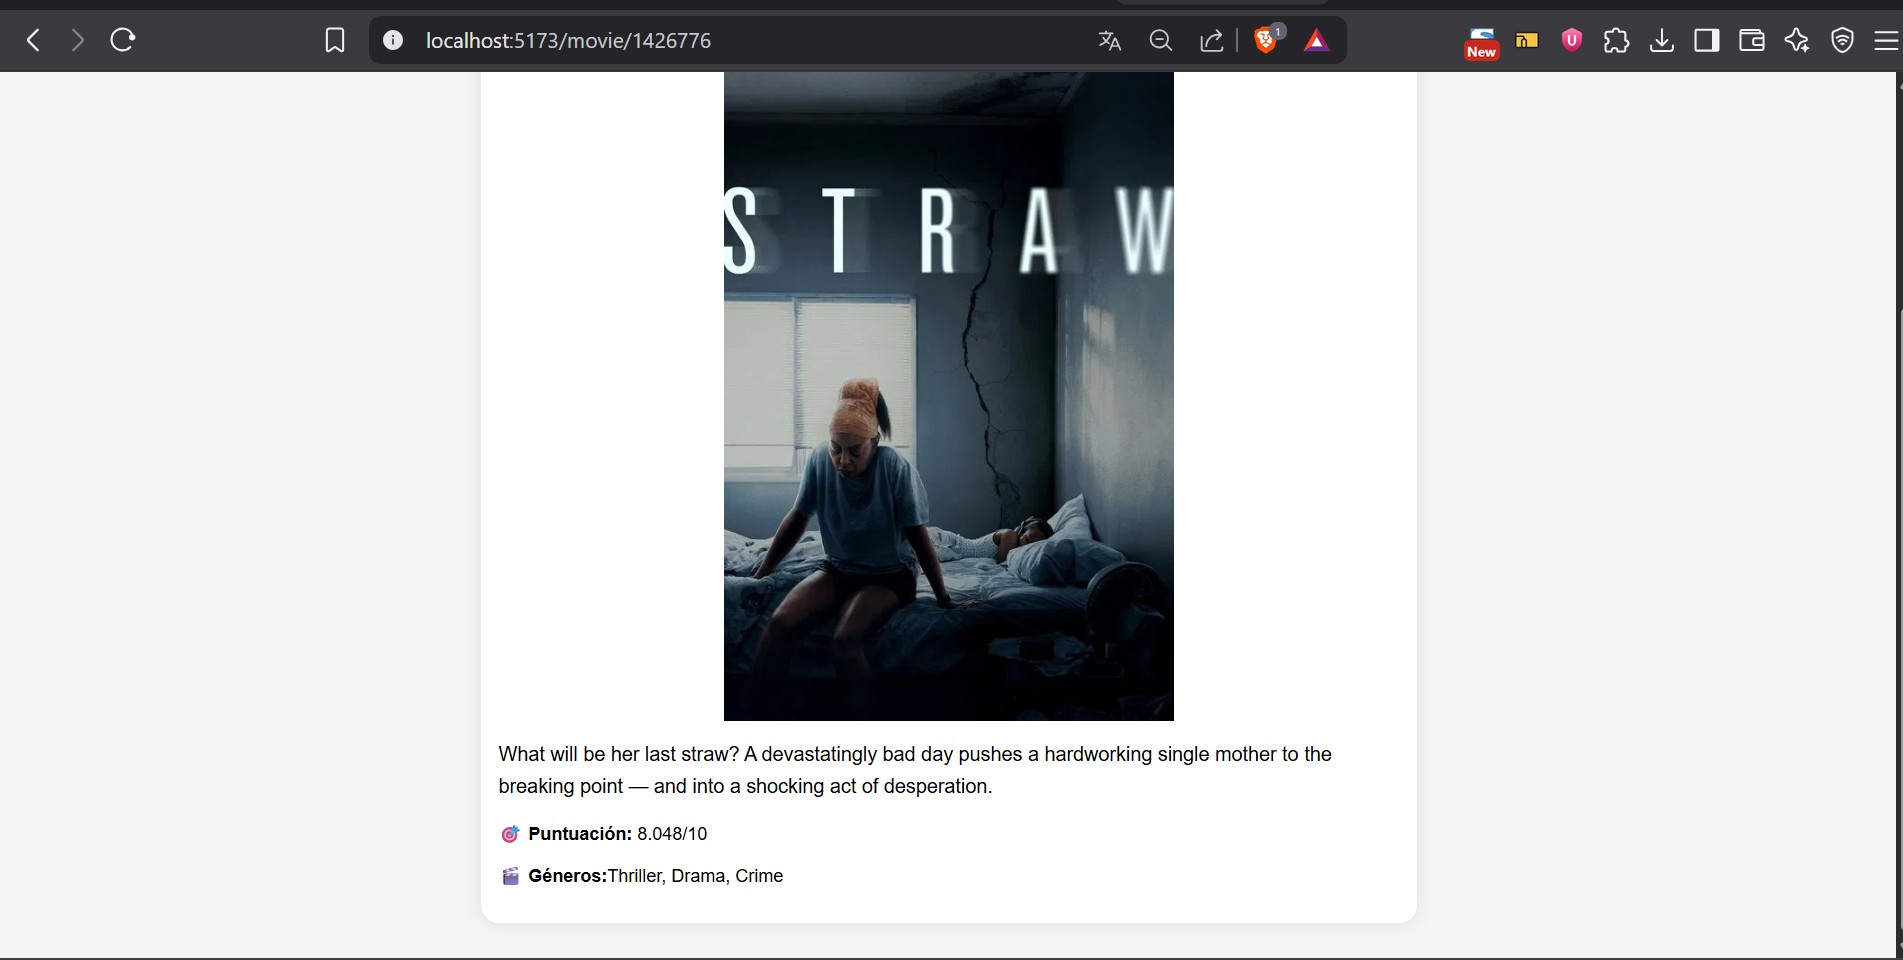 localhost:5173/movie/1426776
1
New
U
S T R A W
What will be her last straw? A devastatingly bad day pushes a hardworking single mother to the
breaking point — and into a shocking act of desperation.
Puntuación: 8.048/10
Géneros:Thriller, Drama, Crime